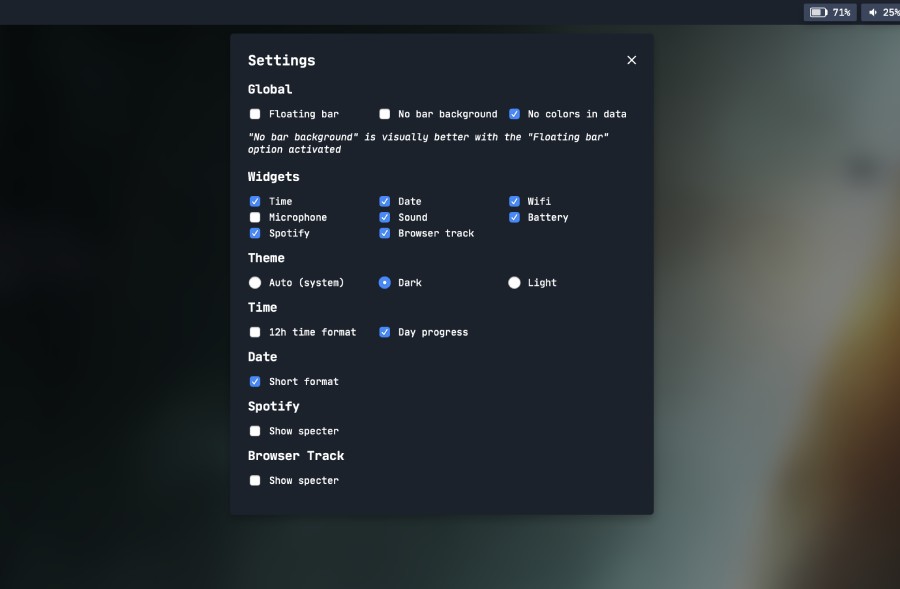 71% 25%
Settings
Global
Floating bar No bar background No colors in data
"No bar background" is visually better with the "Floating bar"
option activated
Widgets
Time Date Wifi
Microphone Sound Battery
Spotify Browser track
Theme
Auto (system) Dark Light
Time
12h time format Day progress
Date
Short format
Spotify
Show specter
Browser Track
Show specter